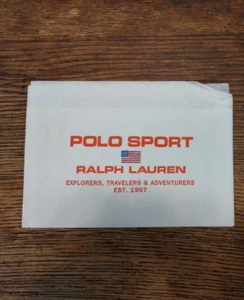 POLO SPORT
RALPH LAUREN
EXPLORERS, TRAVELERS & ADVENTURERS
EST. 1967